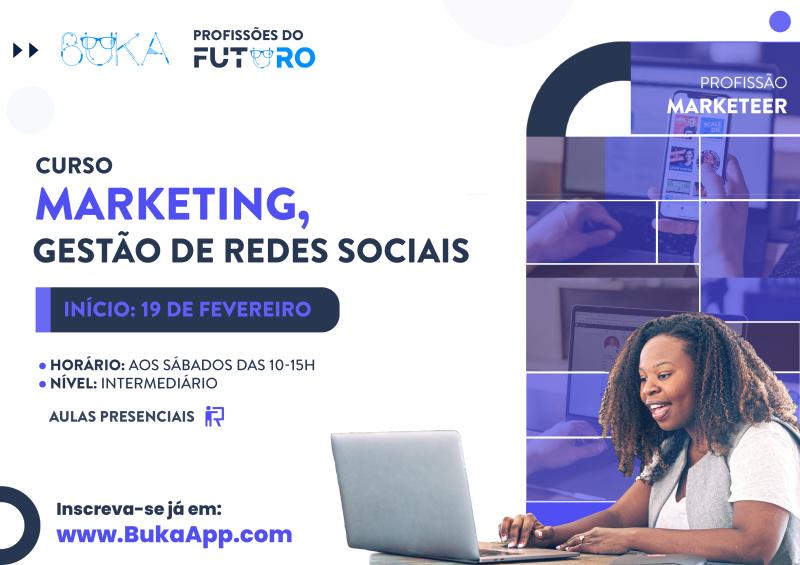 BUKA
PROFISSÕES DO
FUTURO
PROFISSÃO
MARKETEER
CURSO
MARKETING,
GESTÃO DE REDES SOCIAIS
INÍCIO: 19 DE FEVEREIRO
HORÁRIO: AOS SÁBADOS DAS 10-15H
NÍVEL: INTERMEDIÁRIO
AULAS PRESENCIAIS
Inscreva-se já em:
www.BukaApp.com